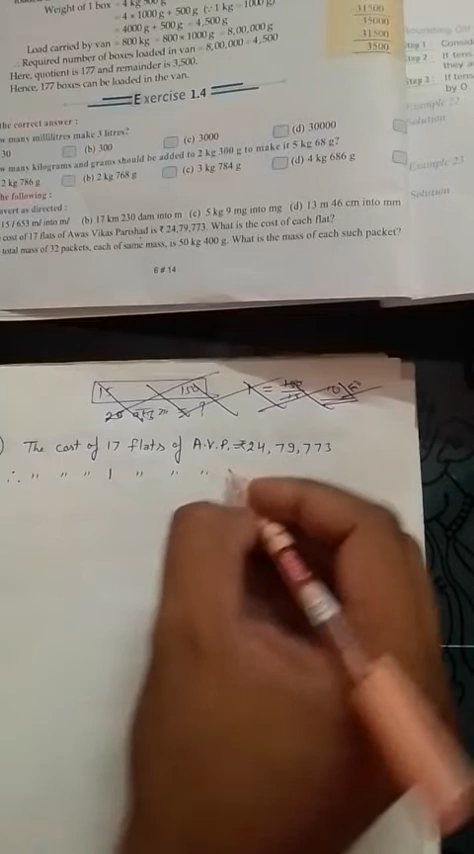 Weight of 1 box = 4 kg 500 g
= 4 × 1000 g + 500 g (∵ 1 kg = 1000 g)
= 4000 g + 500 g = 4,500 g
Load carried by van = 800 kg = 800 × 1000 g = 8,00,000 g
Required number of boxes loaded in van = 8,00,000 ÷ 4,500
Here, quotient is 177 and remainder is 3,500.
Hence, 177 boxes can be loaded in the van.
31500
35000
31500
3500
Exercise 1.4
the correct answer :
w many millilitres make 3 litres?
30 (b) 300 (c) 3000 (d) 30000
w many kilograms and grams should be added to 2 kg 300 g to make it 5 kg 68 g?
2 kg 786 g (b) 2 kg 768 g (c) 3 kg 784 g (d) 4 kg 686 g
he following :
nvert as directed :
15 l 653 ml into ml (b) 17 km 230 dam into m (c) 5 kg 9 mg into mg (d) 13 m 46 cm into mm
cost of 17 flats of Awas Vikas Parishad is ₹ 24,79,773. What is the cost of each flat?
total mass of 32 packets, each of same mass, is 50 kg 400 g. What is the mass of each such packet?
6 # 14
Step 1 Consid
Step 2 If tens
they a
Step 3 If tens
by 0.
Example 22
Solution
Example 23
Solution
15 150
) The cost of 17 flats of A.V.P. = ₹24,79,773
∴ " " " 1 " " "